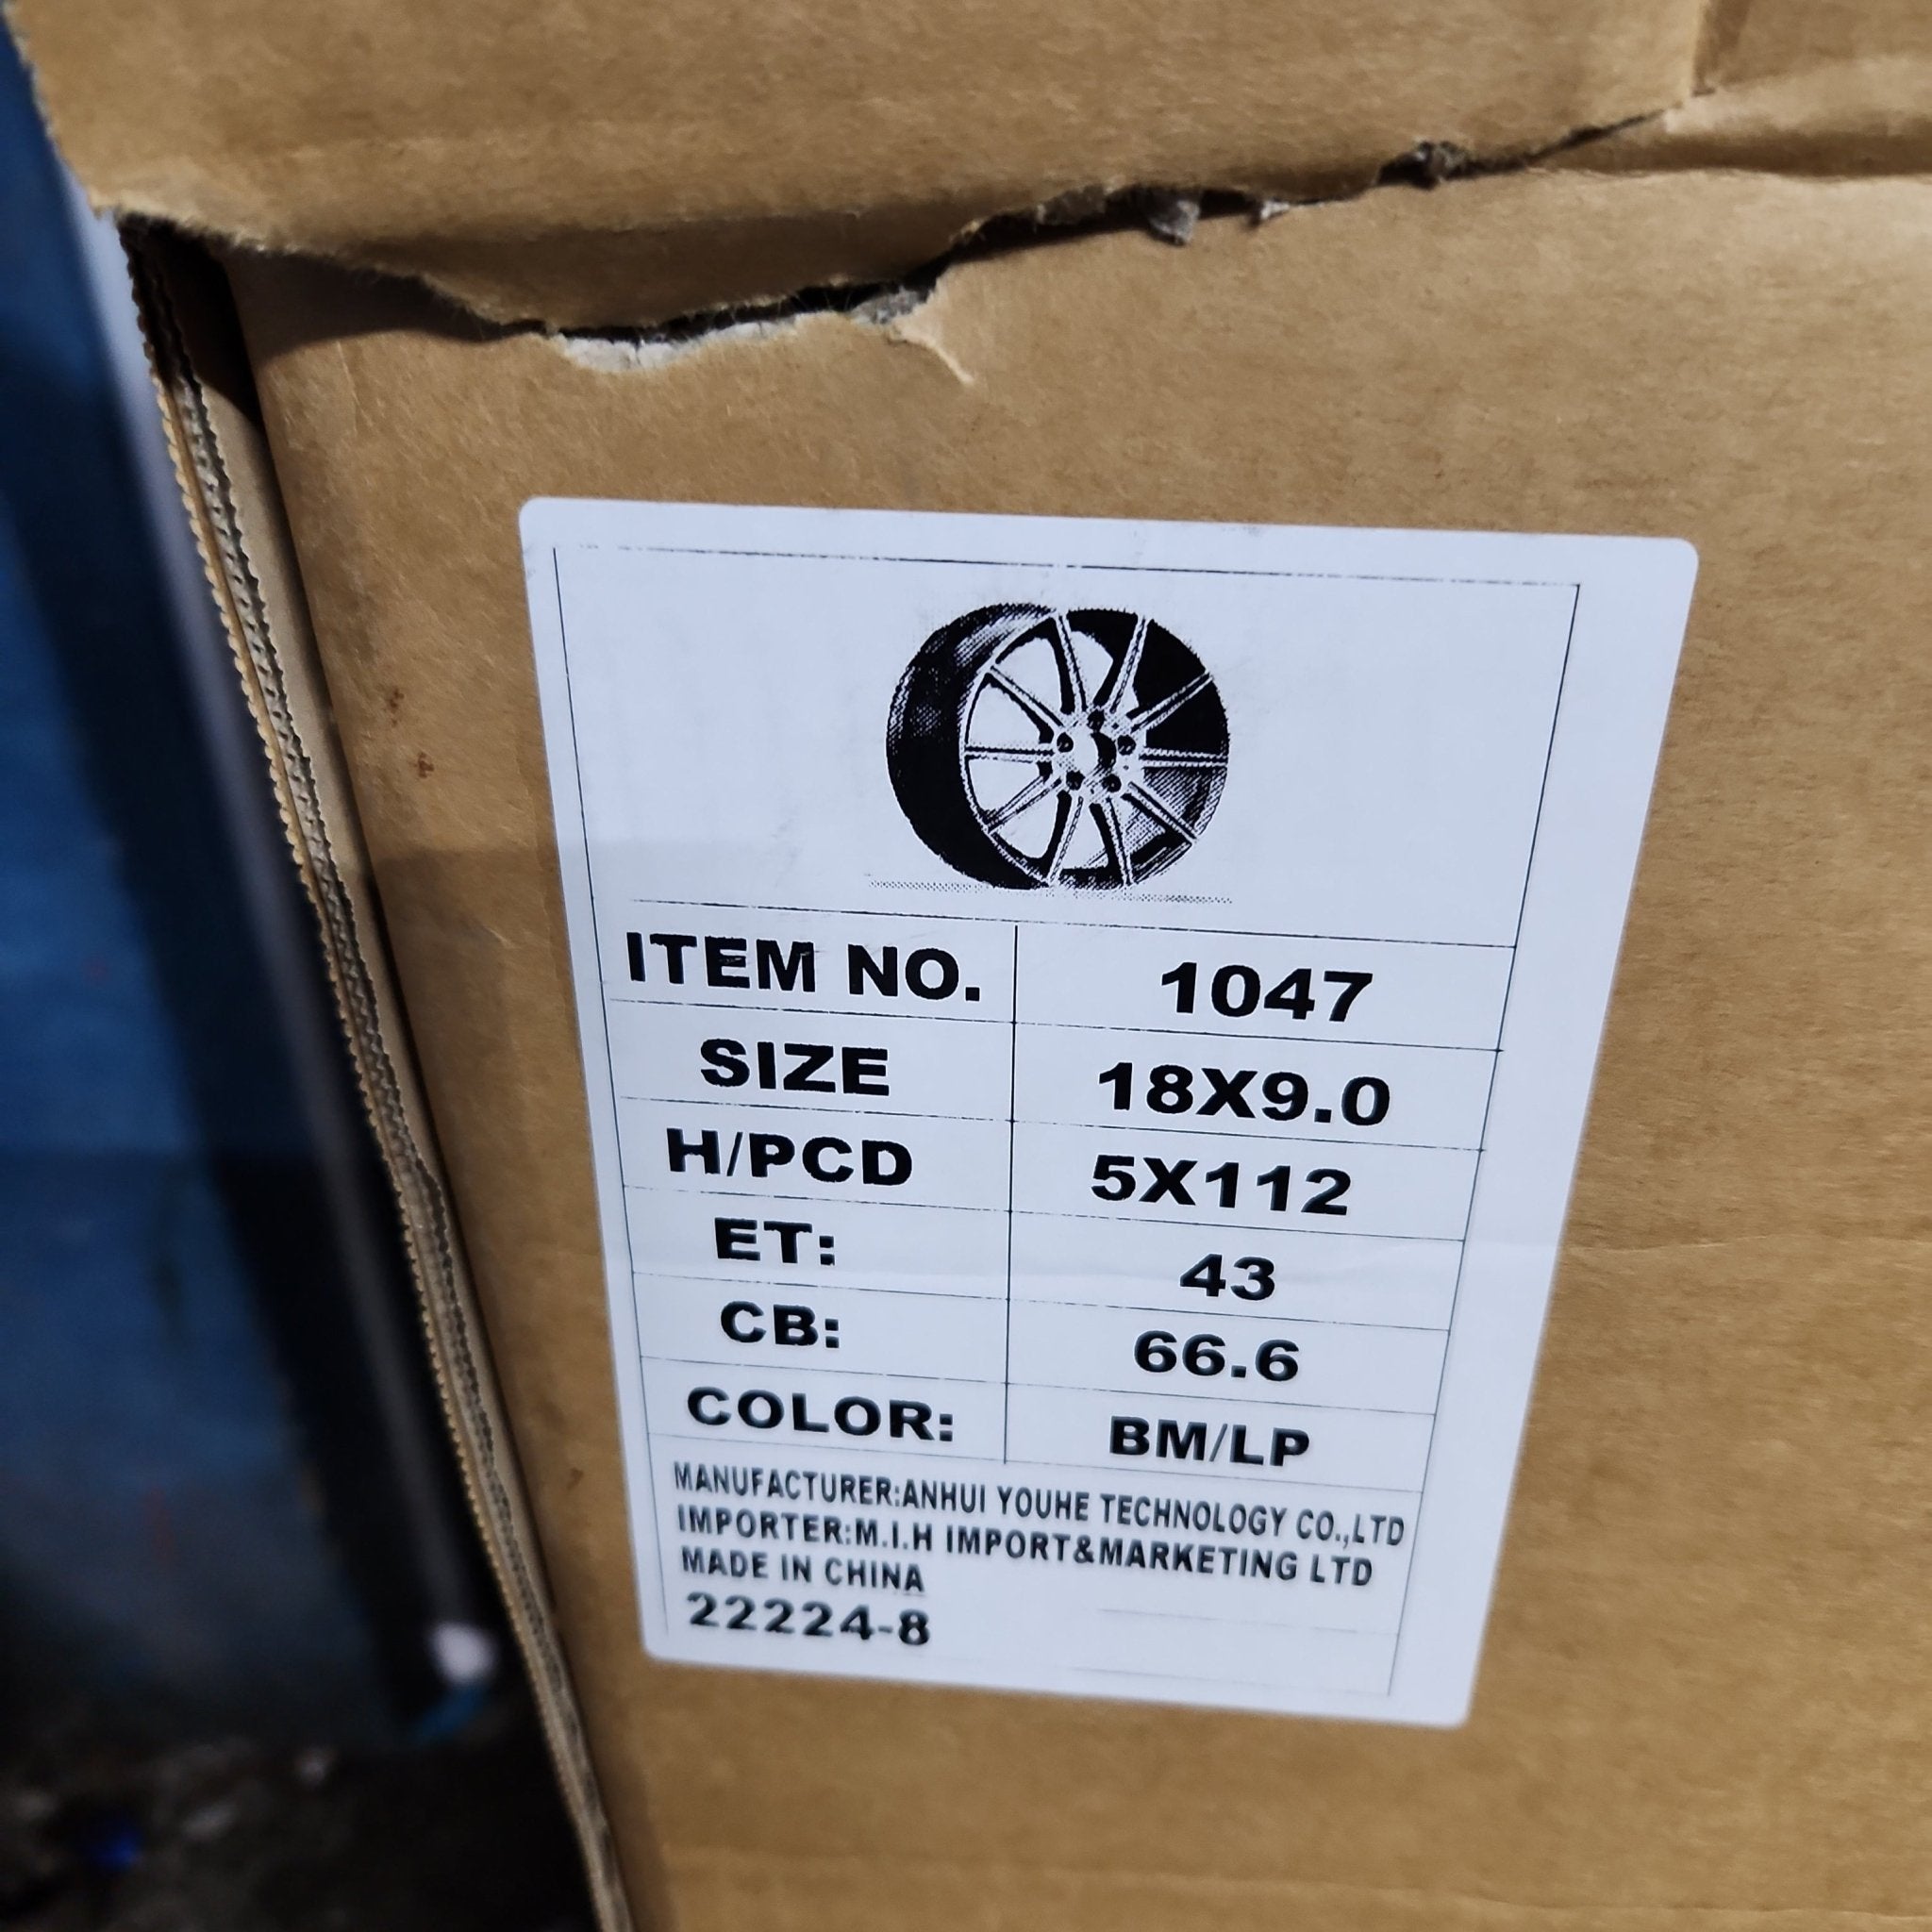 ITEM NO. 1047
SIZE 18X9.0
H/PCD 5X112
ET: 43
CB: 66.6
COLOR: BM/LP
MANUFACTURER:ANHUI YOUHE TECHNOLOGY CO.,LTD
IMPORTER:M.I.H IMPORT&MARKETING LTD
MADE IN CHINA
22224-8